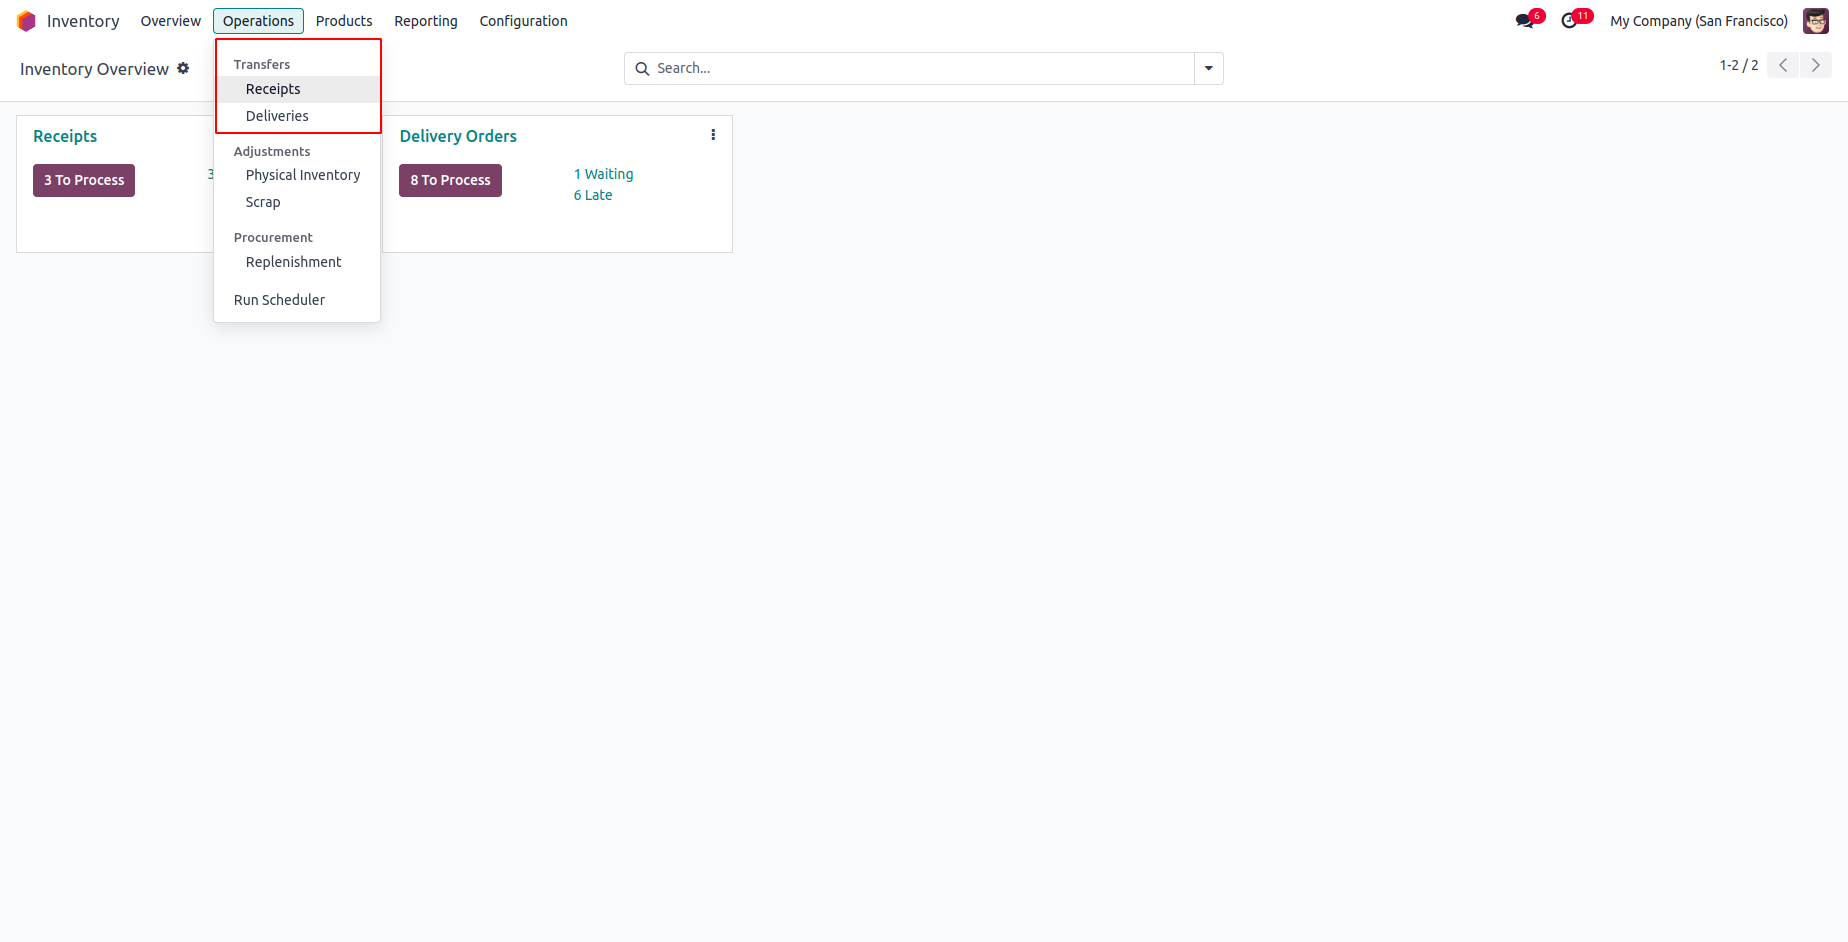 Inventory Overview Operations Products Reporting Configuration 6 11 My Company (San Francisco)
Inventory Overview Search... 1-2 / 2
Transfers
Receipts
Deliveries
Adjustments
Physical Inventory
Scrap
Procurement
Replenishment
Run Scheduler
Receipts
3 To Process 3
Delivery Orders
8 To Process 1 Waiting
6 Late